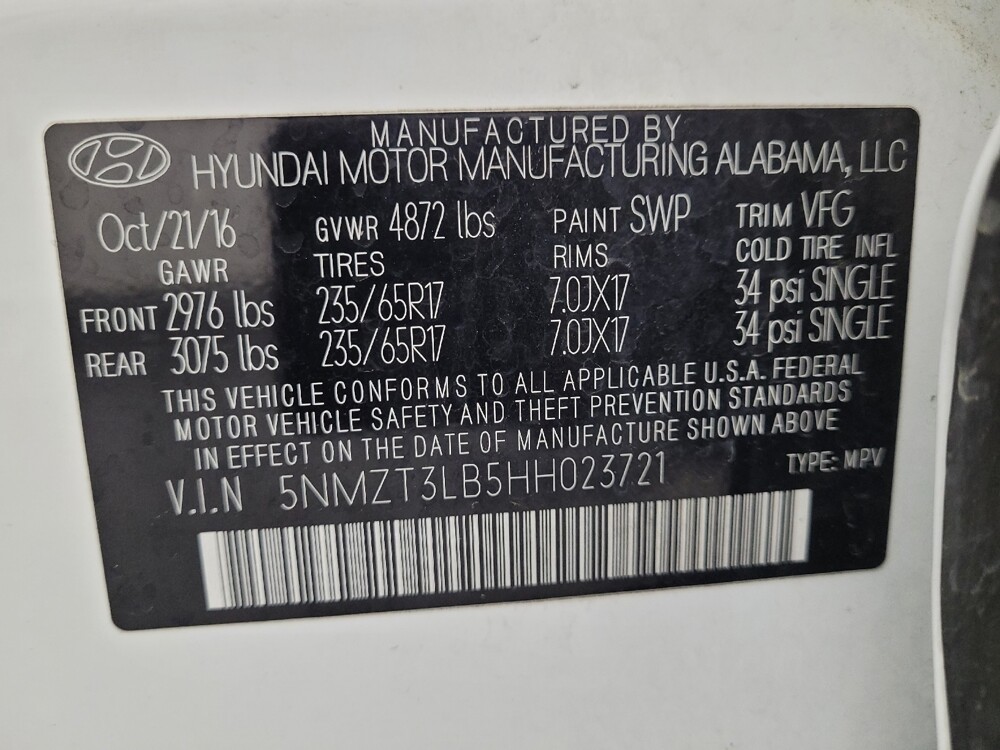 MANUFACTURED BY
HYUNDAI MOTOR MANUFACTURING ALABAMA, LLC
Oct/21/16 GVWR 4872 lbs PAINT SWP TRIM VFG
GAWR TIRES RIMS COLD TIRE INFL
FRONT 2976 lbs 235/65R17 7.0JX17 34 psi SINGLE
REAR 3075 lbs 235/65R17 7.0JX17 34 psi SINGLE
THIS VEHICLE CONFORMS TO ALL APPLICABLE U.S.A. FEDERAL
MOTOR VEHICLE SAFETY AND THEFT PREVENTION STANDARDS
IN EFFECT ON THE DATE OF MANUFACTURE SHOWN ABOVE
V.I.N 5NMZT3LB5HH023721 TYPE: MPV